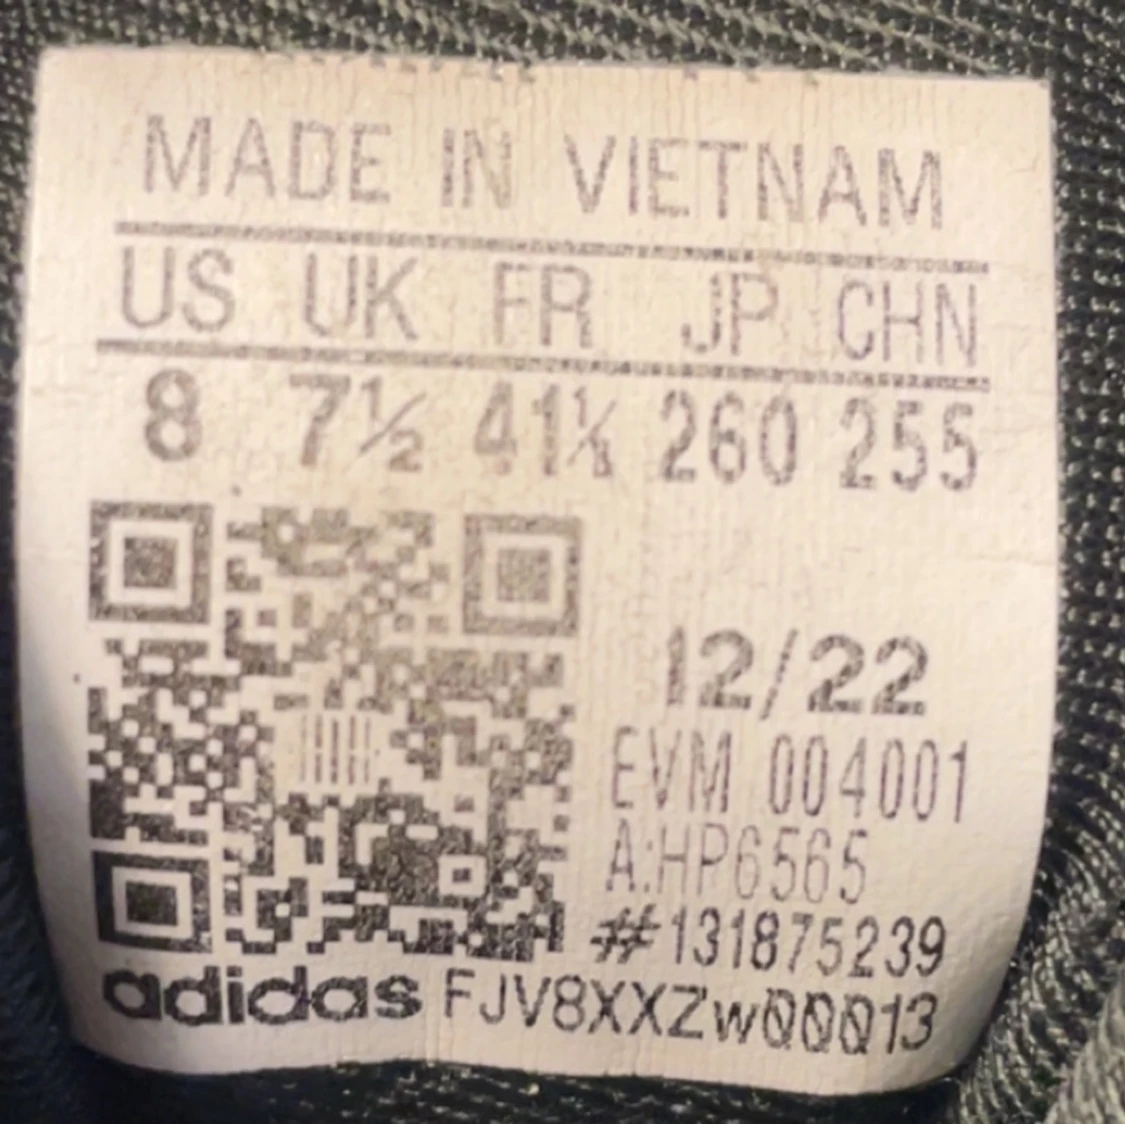 MADE IN VIETNAM
US UK FR JP CHN
8 7½ 41⅓ 260 255
12/22
EVM 004001
A:HP6565
#131875239
adidas FJV8XXZw00013